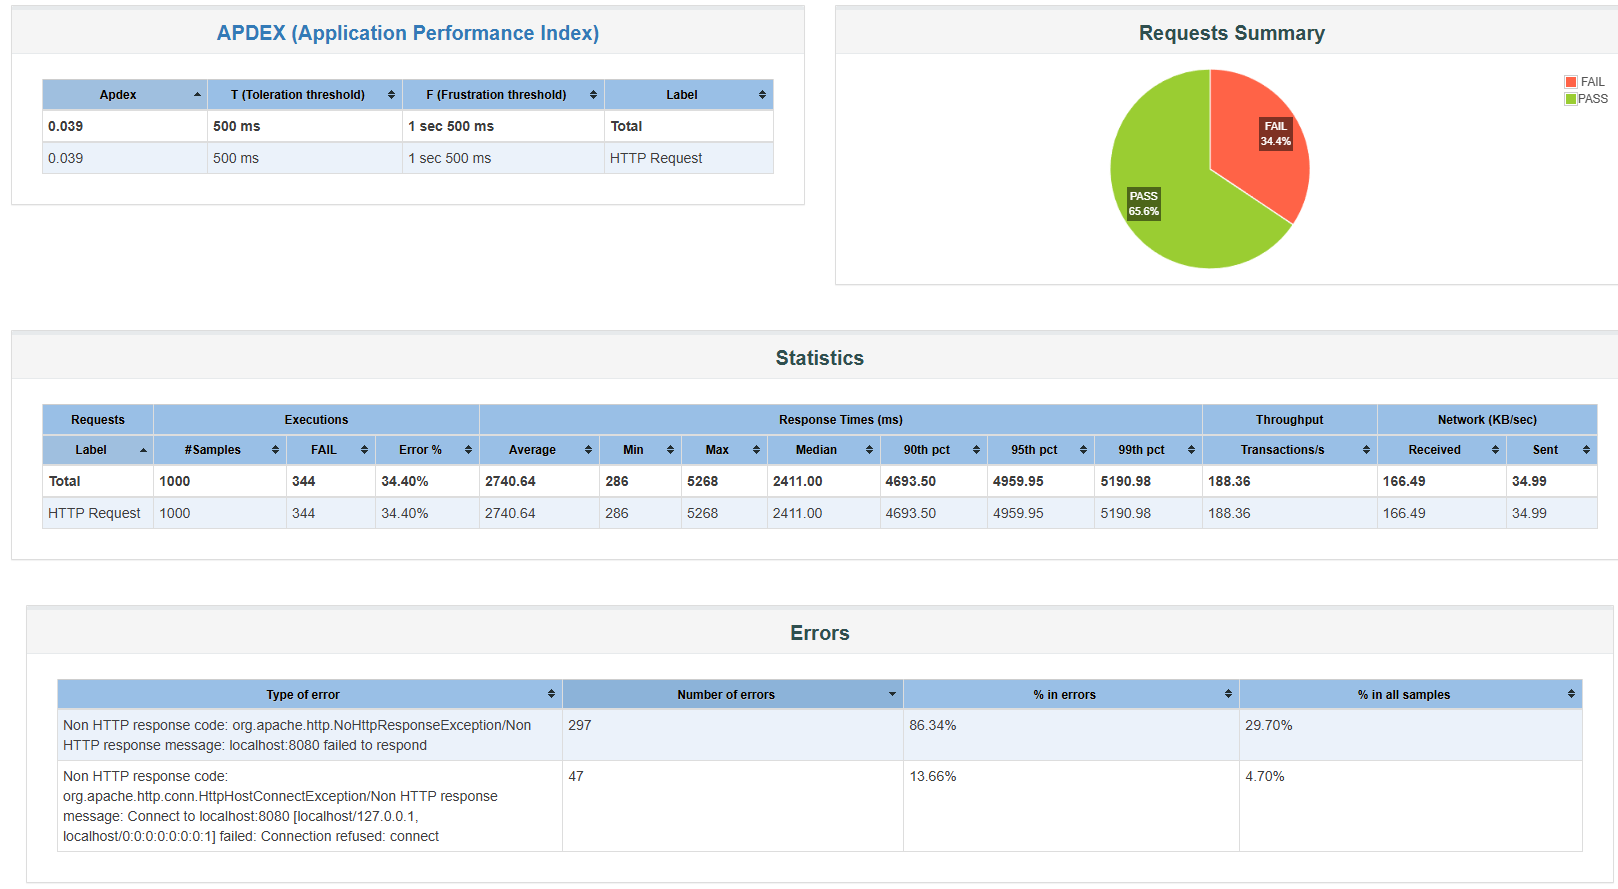 APDEX (Application Performance Index)
Apdex T (Toleration threshold) F (Frustration threshold) Label
0.039 500 ms 1 sec 500 ms Total
0.039 500 ms 1 sec 500 ms HTTP Request
Requests Summary
FAIL
PASS
FAIL
34.4%
PASS
65.6%
Statistics
Requests Executions Response Times (ms) Throughput Network (KB/sec)
Label #Samples FAIL Error % Average Min Max Median 90th pct 95th pct 99th pct Transactions/s Received Sent
Total 1000 344 34.40% 2740.64 286 5268 2411.00 4693.50 4959.95 5190.98 188.36 166.49 34.99
HTTP Request 1000 344 34.40% 2740.64 286 5268 2411.00 4693.50 4959.95 5190.98 188.36 166.49 34.99
Errors
Type of error Number of errors % in errors % in all samples
Non HTTP response code: org.apache.http.NoHttpResponseException/Non 297 86.34% 29.70%
HTTP response message: localhost:8080 failed to respond
Non HTTP response code: 47 13.66% 4.70%
org.apache.http.conn.HttpHostConnectException/Non HTTP response
message: Connect to localhost:8080 [localhost/127.0.0.1,
localhost/0:0:0:0:0:0:0:1] failed: Connection refused: connect